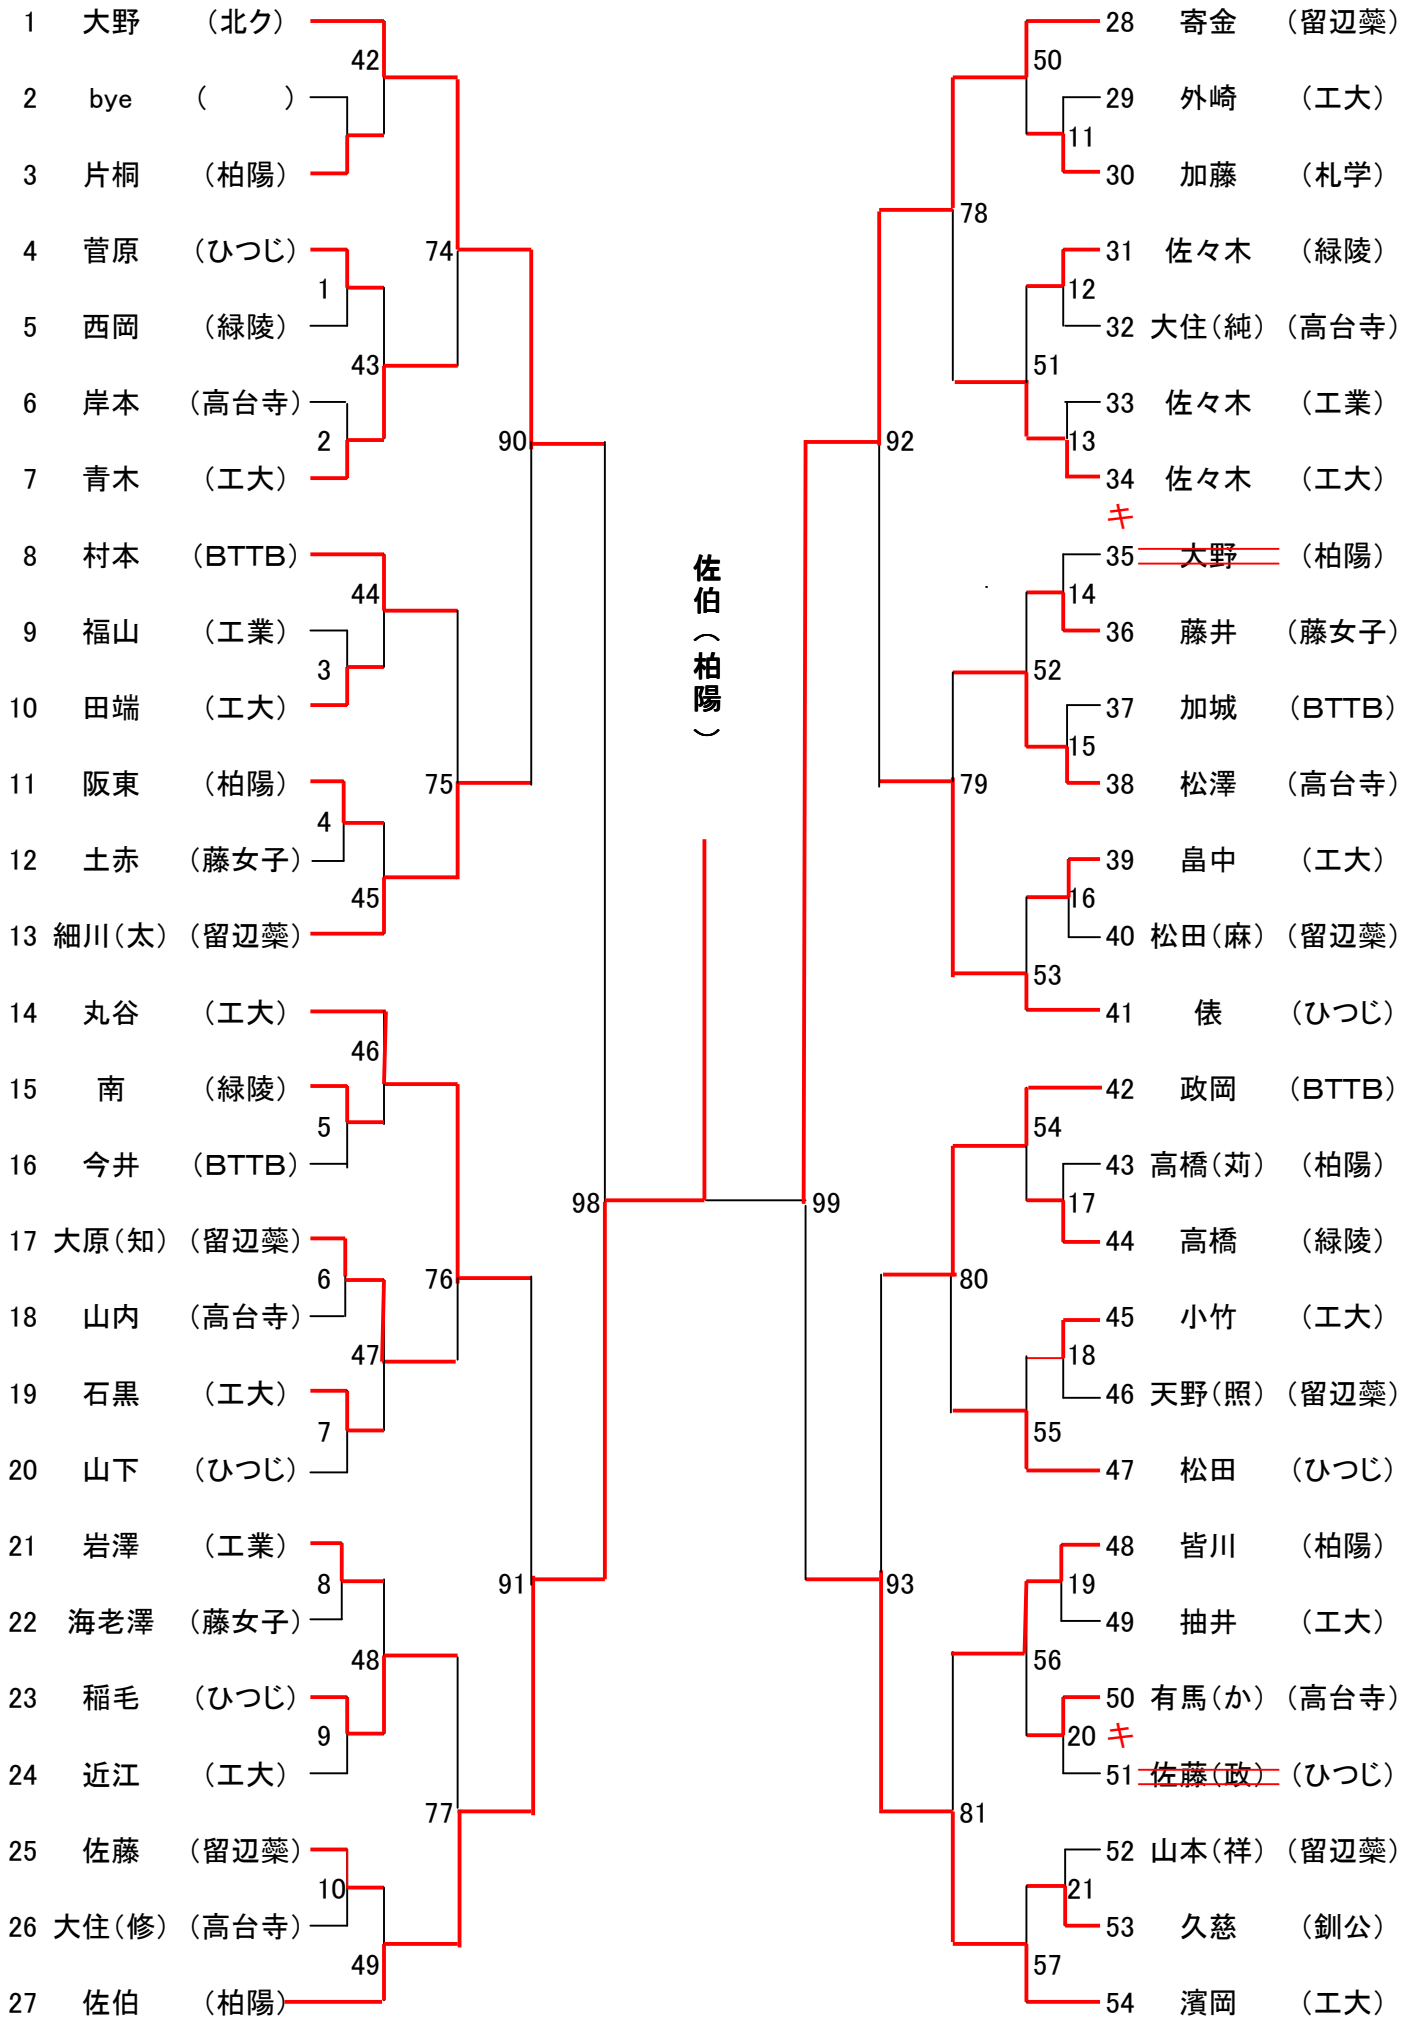 1 大野 (北ク)
2 bye ( )
3 片桐 (柏陽)
4 菅原 (ひつじ)
5 西岡 (緑陵)
6 岸本 (高台寺)
7 青木 (工大)
8 村本 (BTTB)
9 福山 (工業)
10 田端 (工大)
11 阪東 (柏陽)
12 土赤 (藤女子)
13 細川(太) (留辺蘂)
14 丸谷 (工大)
15 南 (緑陵)
16 今井 (BTTB)
17 大原(知) (留辺蘂)
18 山内 (高台寺)
19 石黒 (工大)
20 山下 (ひつじ)
21 岩澤 (工業)
22 海老澤 (藤女子)
23 稲毛 (ひつじ)
24 近江 (工大)
25 佐藤 (留辺蘂)
26 大住(修) (高台寺)
27 佐伯 (柏陽)
42
1
43
2
44
3
4
45
46
5
6
47
7
8
48
9
10
49
74
75
76
77
90
91
98
佐伯(柏陽)
99
92
93
78
79
80
81
50
11
12
51
13
14
52
15
16
53
54
17
18
55
19
56
20
21
57
28 寄金 (留辺蘂)
29 外崎 (工大)
30 加藤 (札学)
31 佐々木 (緑陵)
32 大住(純) (高台寺)
33 佐々木 (工業)
34 佐々木 (工大)
キ
35 大野 (柏陽)
36 藤井 (藤女子)
37 加城 (BTTB)
38 松澤 (高台寺)
39 畠中 (工大)
40 松田(麻) (留辺蘂)
41 俵 (ひつじ)
42 政岡 (BTTB)
43 高橋(苅) (柏陽)
44 高橋 (緑陵)
45 小竹 (工大)
46 天野(照) (留辺蘂)
47 松田 (ひつじ)
48 皆川 (柏陽)
49 抽井 (工大)
50 有馬(か) (高台寺)
キ
51 佐藤(政) (ひつじ)
52 山本(祥) (留辺蘂)
53 久慈 (釧公)
54 濱岡 (工大)